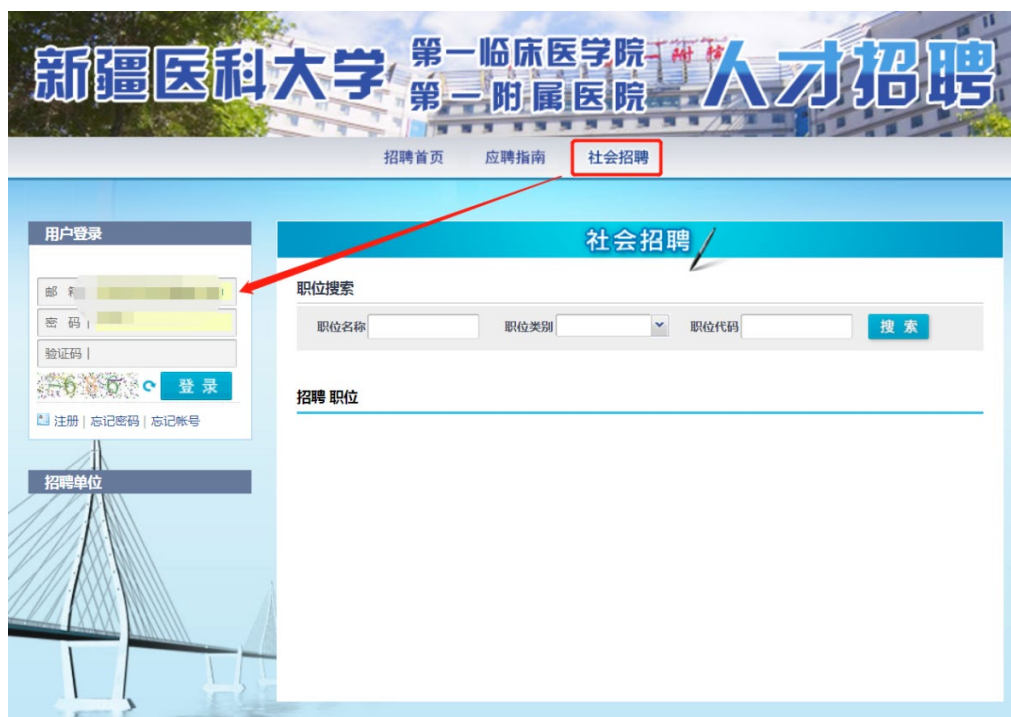 新疆医科大学 第一临床医学院 人才招聘
第一附属医院
招聘首页 应聘指南 社会招聘
用户登录
邮
密 码
验证码
登 录
注册 | 忘记密码 | 忘记帐号
招聘单位
社会招聘
职位搜索
职位名称 职位类别 职位代码 搜 索
招聘 职位